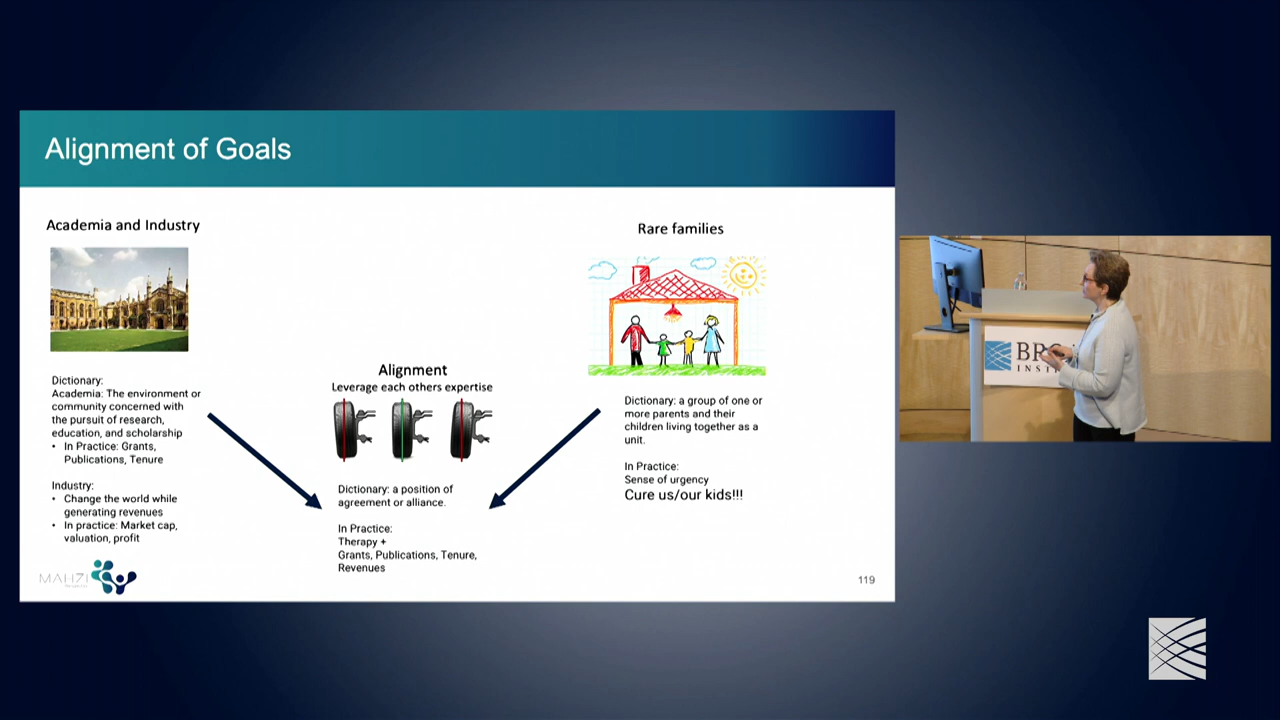 Alignment of Goals
Academia and Industry
Dictionary:
Academia: The environment or
community concerned with
the pursuit of research,
education, and scholarship
• In Practice: Grants,
Publications, Tenure
Industry:
• Change the world while
generating revenues
• In practice: Market cap,
valuation, profit
MAHZI
Alignment
Leverage each others expertise
Dictionary: a position of
agreement or alliance.
In Practice:
Therapy +
Grants, Publications, Tenure,
Revenues
Rare families
Dictionary: a group of one or
more parents and their
children living together as a
unit.
In Practice:
Sense of urgency
Cure us/our kids!!!
119
INST